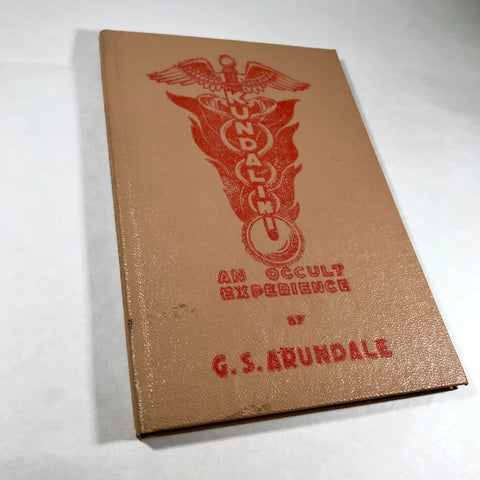 KUNDALINI
AN OCCULT
EXPERIENCE
BY
G. S. ARUNDALE